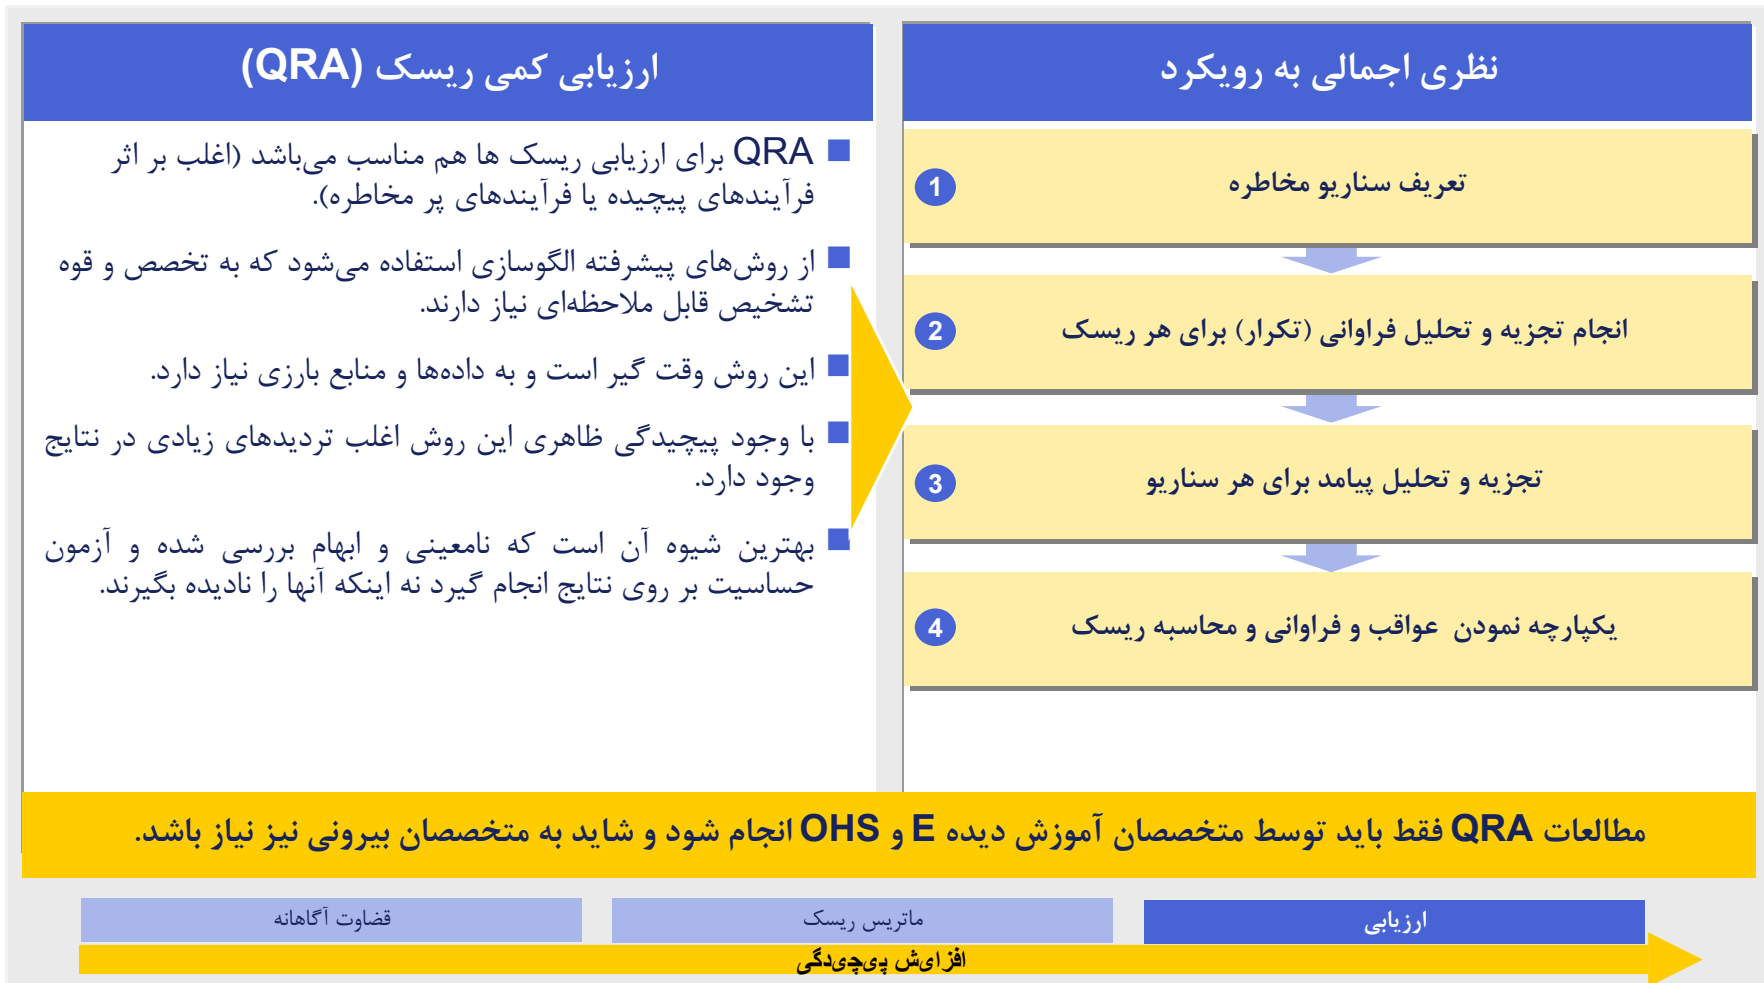 نظری اجمالی به رویکرد
1 تعریف سناریو مخاطره
2 انجام تجزیه و تحلیل فراوانی (تکرار) برای هر ریسک
3 تجزیه و تحلیل پیامد برای هر سناریو
4 یکپارچه نمودن عواقب و فراوانی و محاسبه ریسک
ارزیابی کمی ریسک (QRA)
QRA برای ارزیابی ریسک ها هم مناسب می‌باشد (اغلب بر اثر
فرآیندهای پیچیده یا فرآیندهای پر مخاطره).
از روش‌های پیشرفته الگوسازی استفاده می‌شود که به تخصص و قوه
تشخیص قابل ملاحظه‌ای نیاز دارند.
این روش وقت گیر است و به داده‌ها و منابع بارزی نیاز دارد.
با وجود پیچیدگی ظاهری این روش اغلب تردیدهای زیادی در نتایج
وجود دارد.
بهترین شیوه آن است که نامعینی و ابهام بررسی شده و آزمون
حساسیت بر روی نتایج انجام گیرد نه اینکه آنها را نادیده بگیرند.
مطالعات QRA فقط باید توسط متخصصان آموزش دیده E و OHS انجام شود و شاید به متخصصان بیرونی نیز نیاز باشد.
ارزیابی
ماتریس ریسک
قضاوت آگاهانه
افزایش پیچیدگی